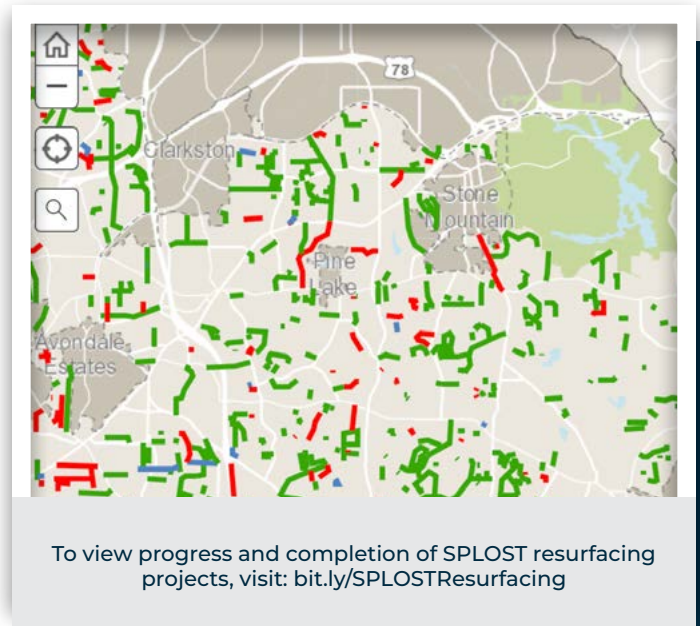 78
Clarkston
Stone
Mountain
Pine
Lake
Avondale
Estates
To view progress and completion of SPLOST resurfacing
projects, visit: bit.ly/SPLOSTResurfacing